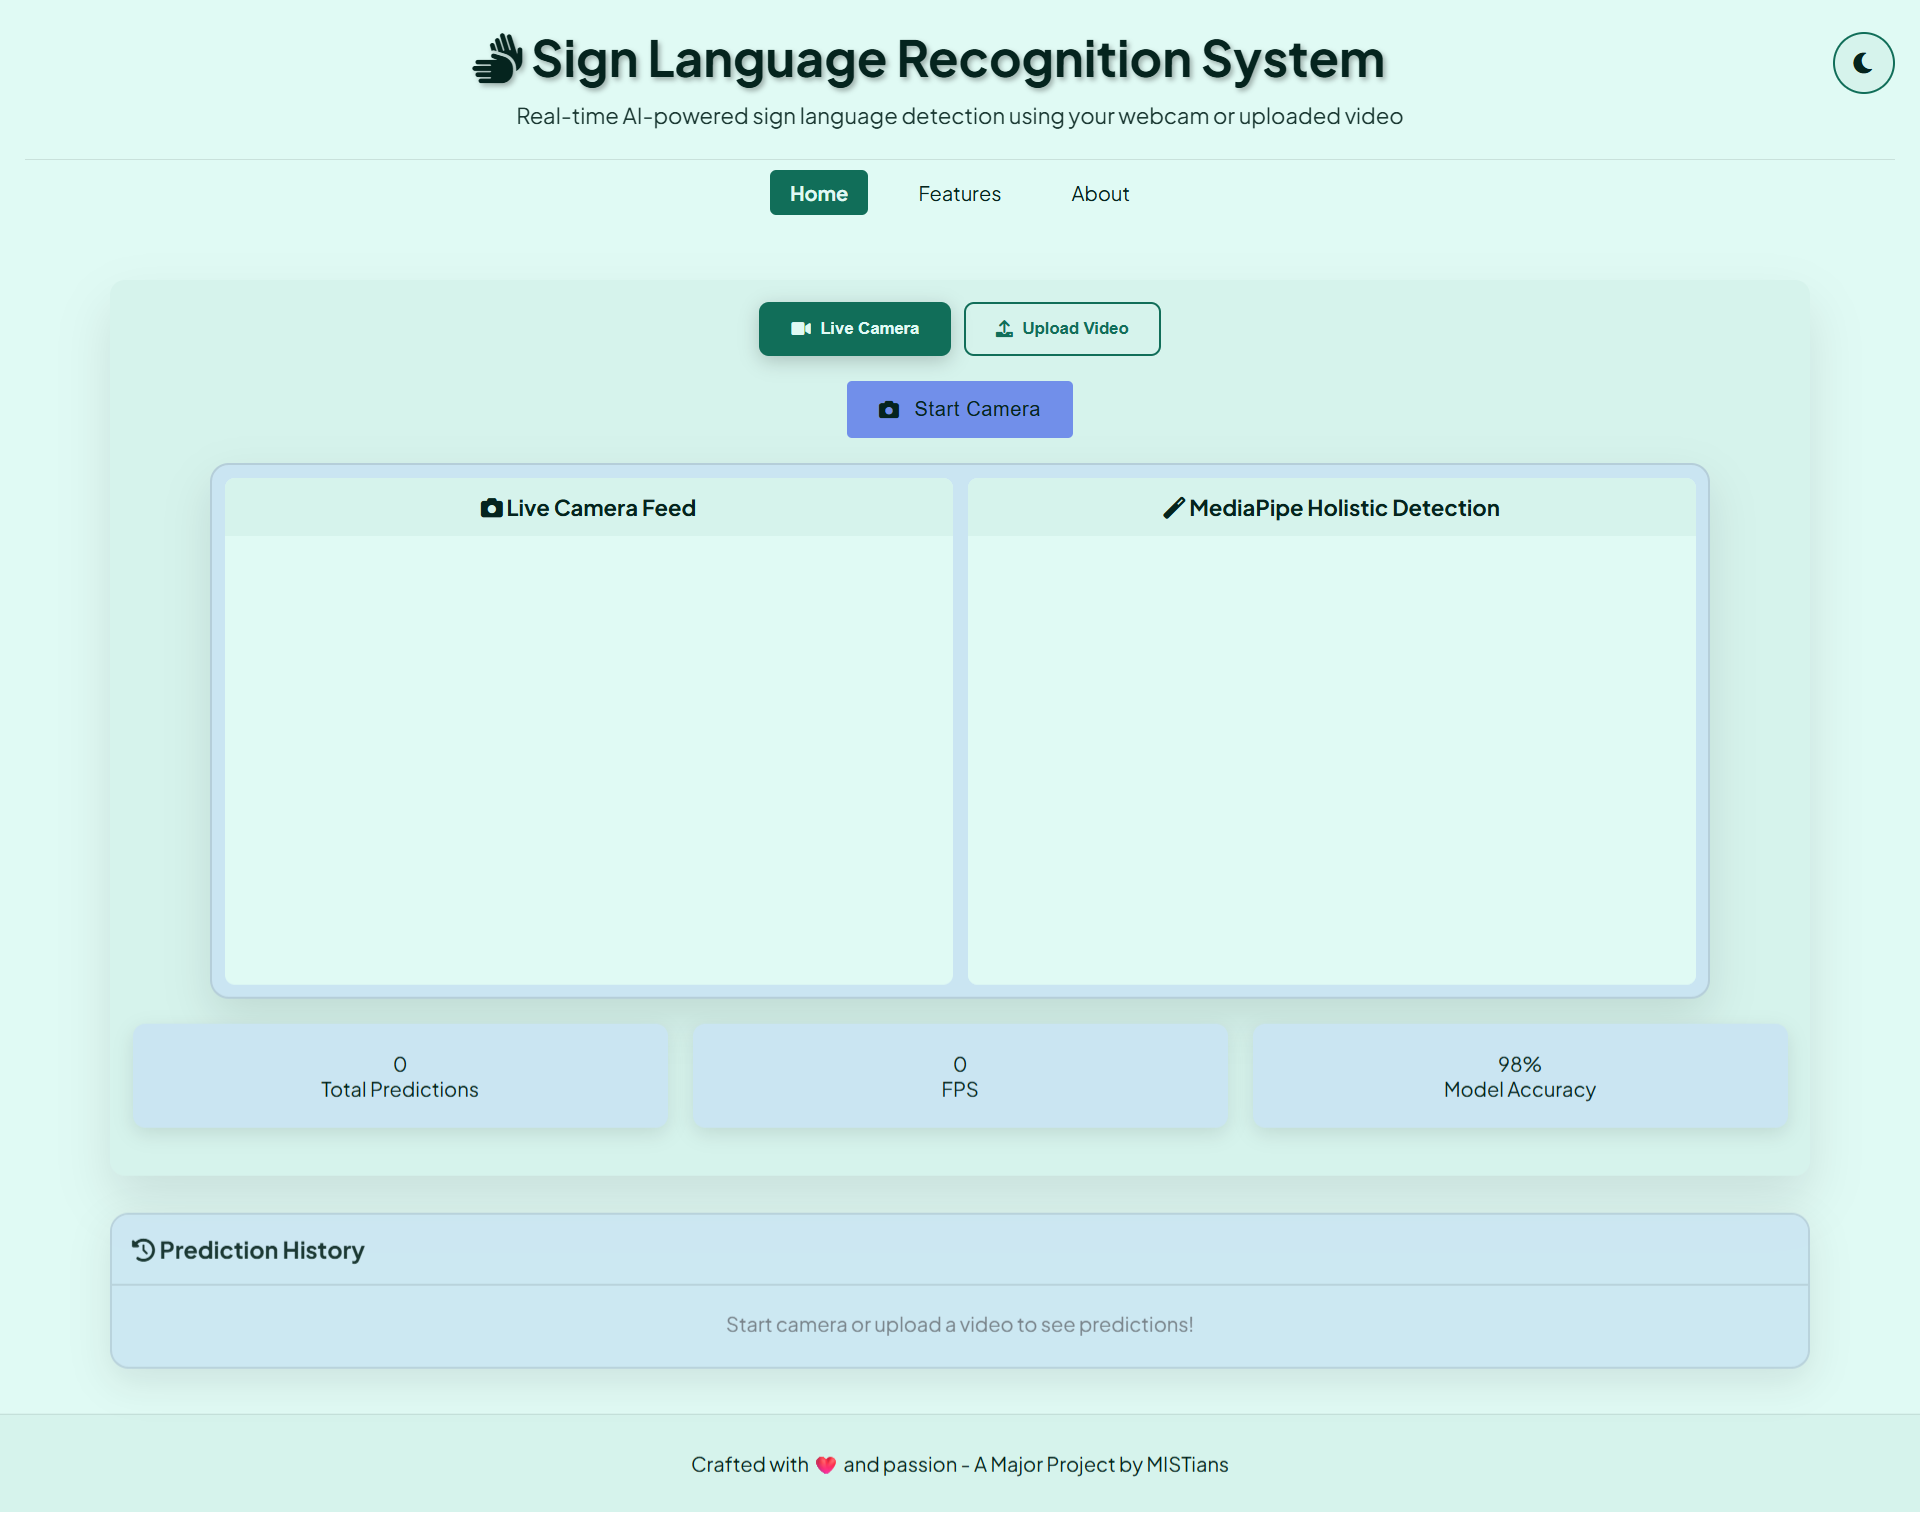 Sign Language Recognition System
Real-time AI-powered sign language detection using your webcam or uploaded video
Home
Features
About
Live Camera
Upload Video
Start Camera
Live Camera Feed
MediaPipe Holistic Detection
0
Total Predictions
0
FPS
98%
Model Accuracy
Prediction History
Start camera or upload a video to see predictions!
Crafted with ❤️ and passion - A Major Project by MISTians